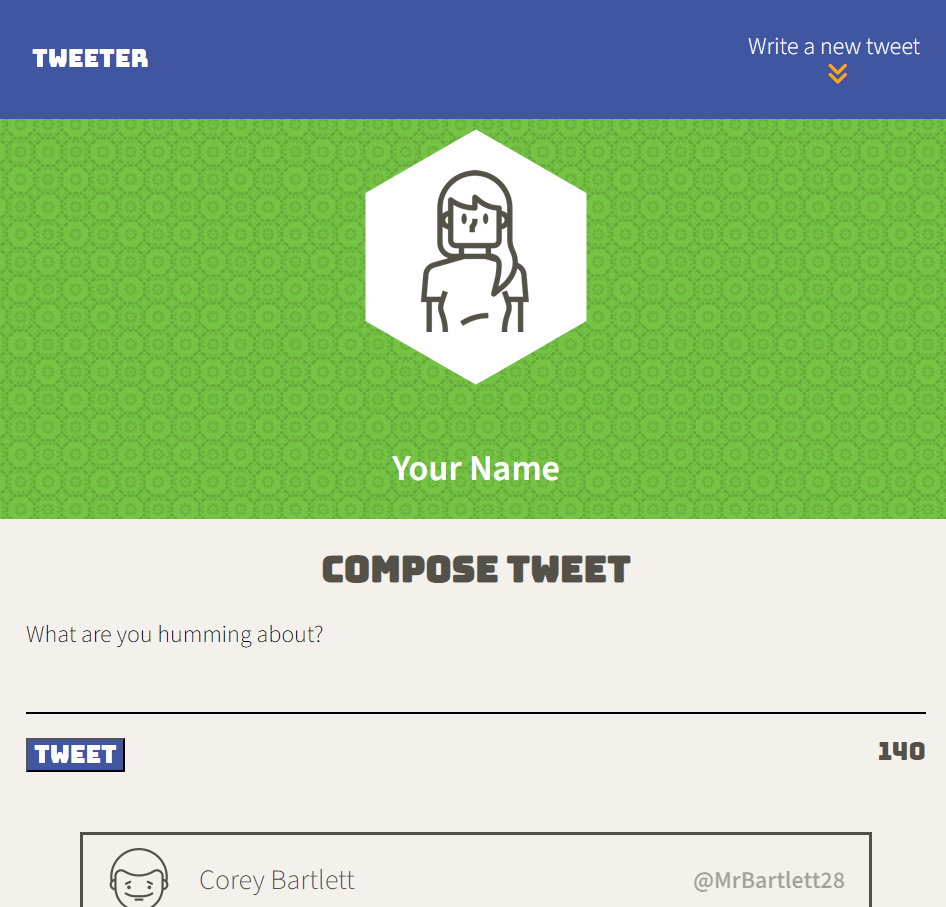 TWEETER
Write a new tweet
Your Name
COMPOSE TWEET
What are you humming about?
TWEET
140
Corey Bartlett
@MrBartlett28